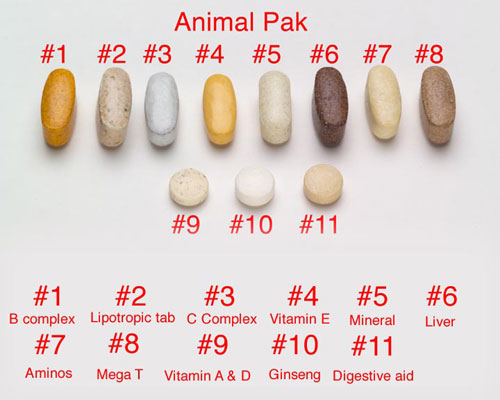 Animal Pak
#1 #2 #3 #4 #5 #6 #7 #8
#9 #10 #11
#1 #2 #3 #4 #5 #6
B complex Lipotropic tab C Complex Vitamin E Mineral Liver
#7 #8 #9 #10 #11
Aminos Mega T Vitamin A & D Ginseng Digestive aid